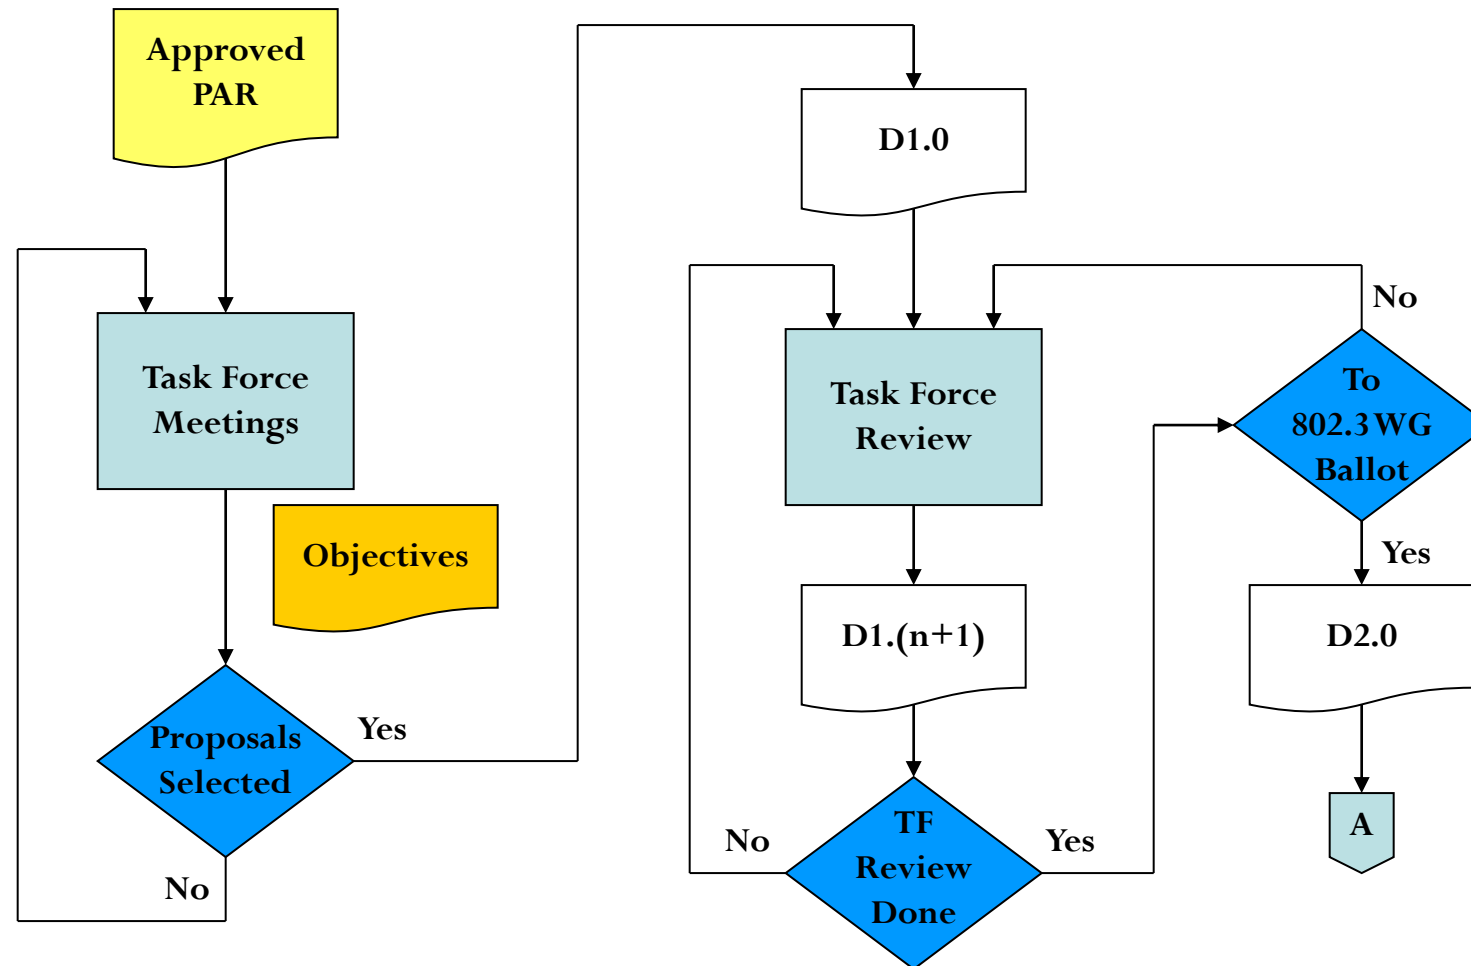 Approved
PAR
Task Force
Meetings
Objectives
Proposals
Selected
Yes
No
D1.0
Task Force
Review
D1.(n+1)
TF
Review
Done
No
Yes
To
802.3 WG
Ballot
No
Yes
D2.0
A